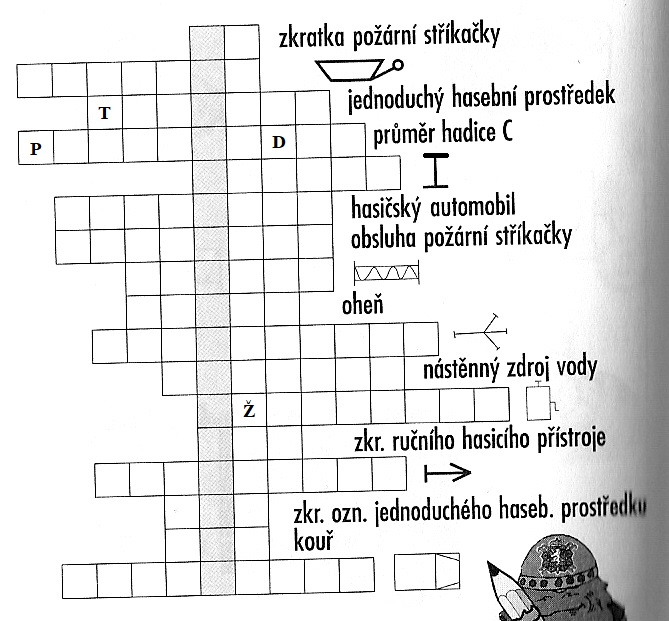 zkratka požární stříkačky
T
jednoduchý hasební prostředek
P D průměr hadice C
hasičský automobil
obsluha požární stříkačky
oheň
nástěnný zdroj vody
Ž
zkr. ručního hasicího přístroje
zkr. ozn. jednoduchého haseb. prostředku
kouř